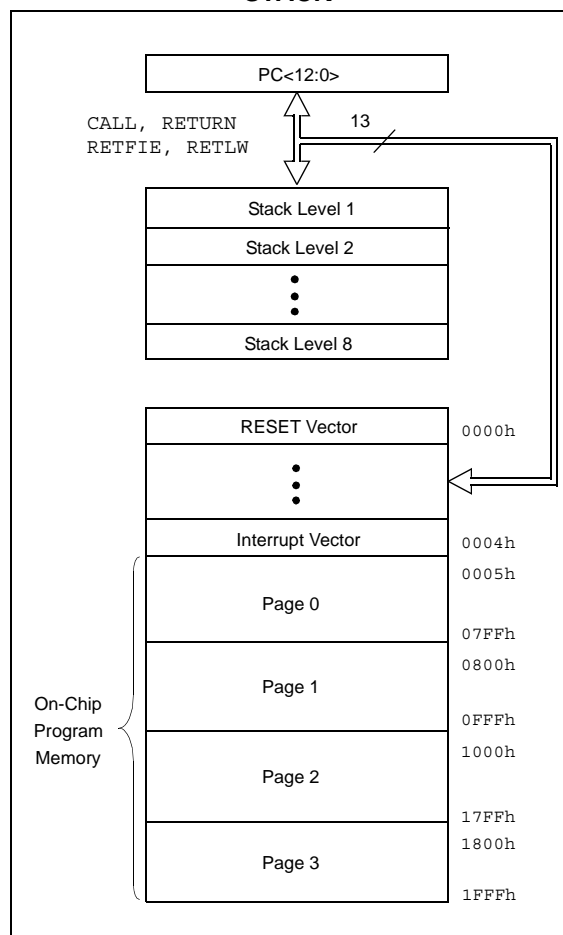 PC<12:0>
CALL, RETURN
RETFIE, RETLW
13
Stack Level 1
Stack Level 2
Stack Level 8
RESET Vector
0000h
Interrupt Vector
0004h
0005h
Page 0
07FFh
0800h
Page 1
0FFFh
On-Chip
Program
Memory
1000h
Page 2
17FFh
1800h
Page 3
1FFFh